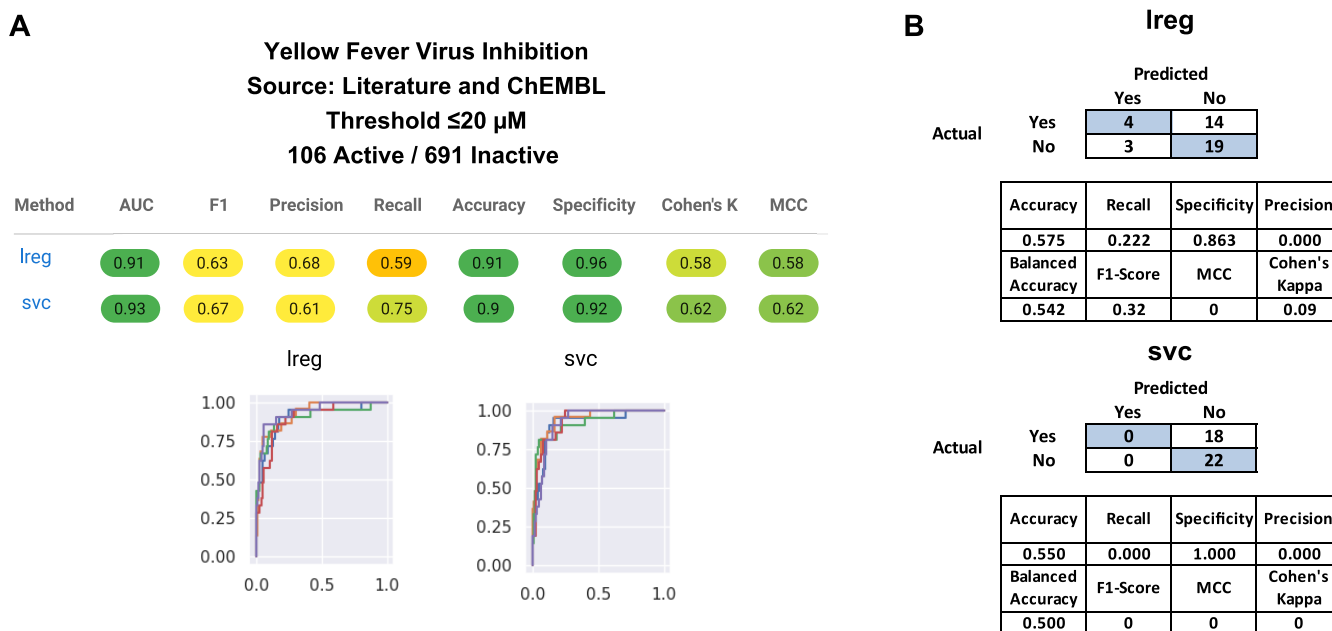 A
Yellow Fever Virus Inhibition
Source: Literature and ChEMBL
Threshold ≤20 µM
106 Active / 691 Inactive
Method AUC F1 Precision Recall Accuracy Specificity Cohen's K MCC
lreg 0.91 0.63 0.68 0.59 0.91 0.96 0.58 0.58
svc 0.93 0.67 0.61 0.75 0.9 0.92 0.62 0.62
lreg
1.00
0.75
0.50
0.25
0.00
0.0 0.5 1.0
svc
1.00
0.75
0.50
0.25
0.00
0.0 0.5 1.0
B
lreg
Predicted
Yes No
Actual
Yes 4 14
No 3 19
Accuracy Recall Specificity Precision
0.575 0.222 0.863 0.000
Balanced F1-Score MCC Cohen's
Accuracy Kappa
0.542 0.32 0 0.09
svc
Predicted
Yes No
Actual
Yes 0 18
No 0 22
Accuracy Recall Specificity Precision
0.550 0.000 1.000 0.000
Balanced F1-Score MCC Cohen's
Accuracy Kappa
0.500 0 0 0